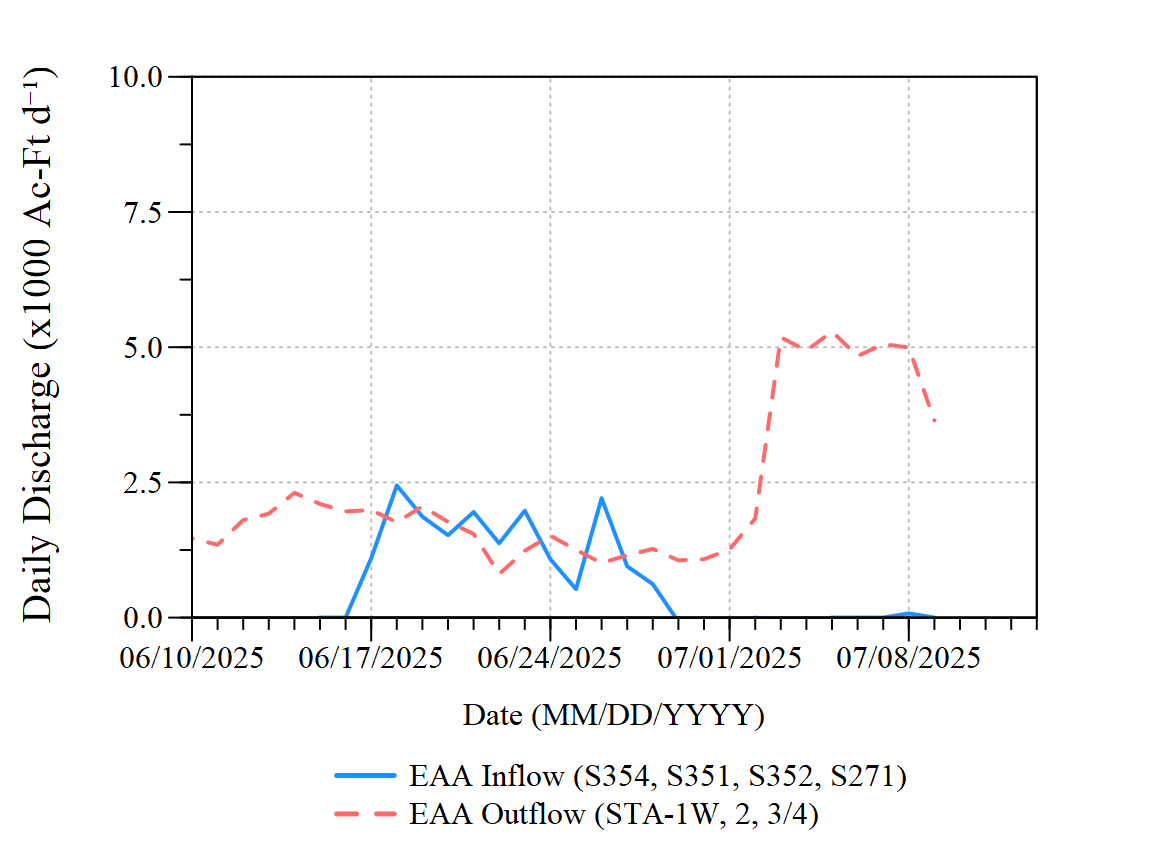 Daily Discharge (x1000 Ac-Ft d⁻¹)
10.0
7.5
5.0
2.5
0.0
06/10/2025 06/17/2025 06/24/2025 07/01/2025 07/08/2025
Date (MM/DD/YYYY)
EAA Inflow (S354, S351, S352, S271)
EAA Outflow (STA-1W, 2, 3/4)